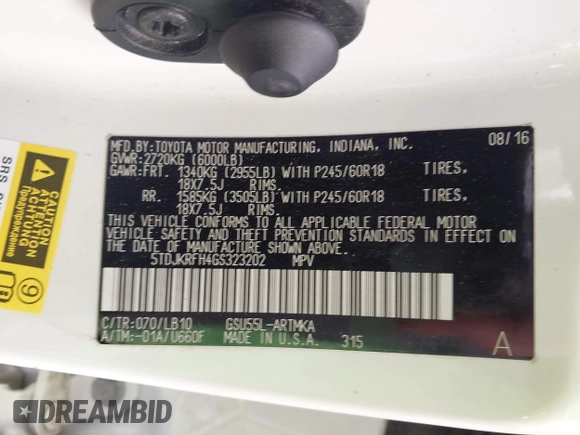 MFD. BY: TOYOTA MOTOR MANUFACTURING, INDIANA, INC. 08/16
GVWR: 2720KG (6000LB)
GAWR: FRT. 1340KG (2955LB) WITH P245/60R18 TIRES,
18X7.5J RIMS.
RR. 1585KG (3505LB) WITH P245/60R18 TIRES,
18X7.5J RIMS.
THIS VEHICLE CONFORMS TO ALL APPLICABLE FEDERAL MOTOR
VEHICLE SAFETY AND THEFT PREVENTION STANDARDS IN EFFECT ON
THE DATE OF MANUFACTURE SHOWN ABOVE.
5TDJKRFH4GS323202 MPV
C/TR: 070/LB10 GSU55L-ARTMKA
A/TM: -01A/U660F MADE IN U.S.A. 315 A
SRS
CAUTION
ATTENTION
ACHTUNG
9
DREAMBID